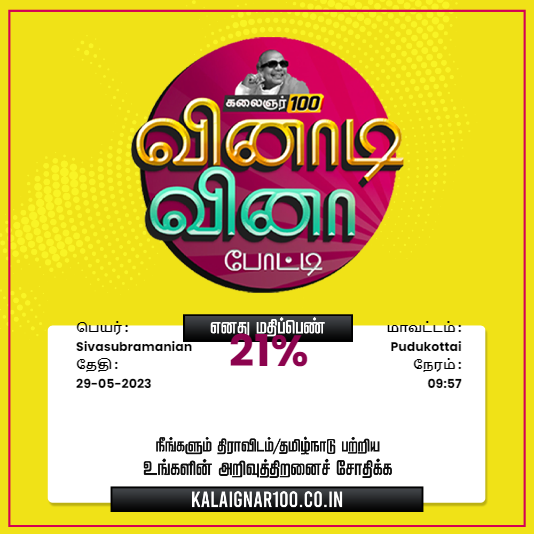 கலைஞர் 100
வினாடி
வினா
போட்டி
எனது மதிப்பெண்
21%
பெயர்:
Sivasubramanian
தேதி:
29-05-2023
மாவட்டம்:
Pudukottai
நேரம்:
09:57
நீங்களும் திராவிடம்/தமிழ்நாடு பற்றிய
உங்களின் அறிவுத்திறனைச் சோதிக்க
KALAIGNAR100.CO.IN